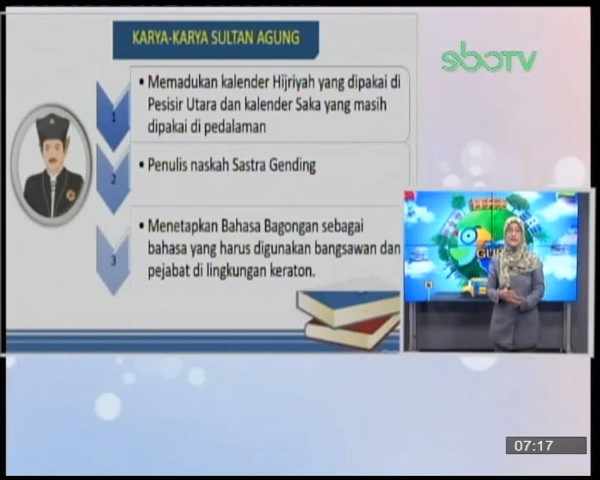 KARYA-KARYA SULTAN AGUNG
sboTV
1
• Memadukan kalender Hijriyah yang dipakai di
Pesisir Utara dan kalender Saka yang masih
dipakai di pedalaman
2
• Penulis naskah Sastra Gending
3
• Menetapkan Bahasa Bagongan sebagai
bahasa yang harus digunakan bangsawan dan
pejabat di lingkungan keraton.
07:17